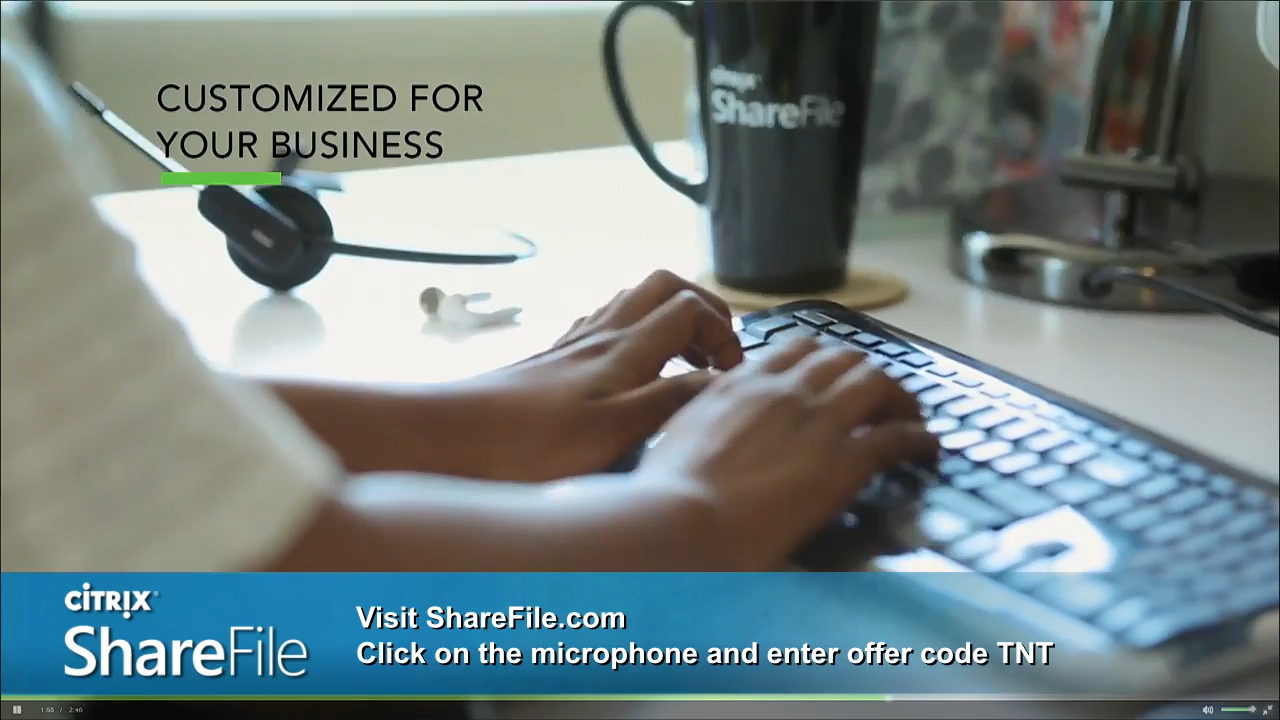 CUSTOMIZED FOR
YOUR BUSINESS
citrix
ShareFile
CITRIX
ShareFile
Visit ShareFile.com
Click on the microphone and enter offer code TNT
1:55 / 2:46